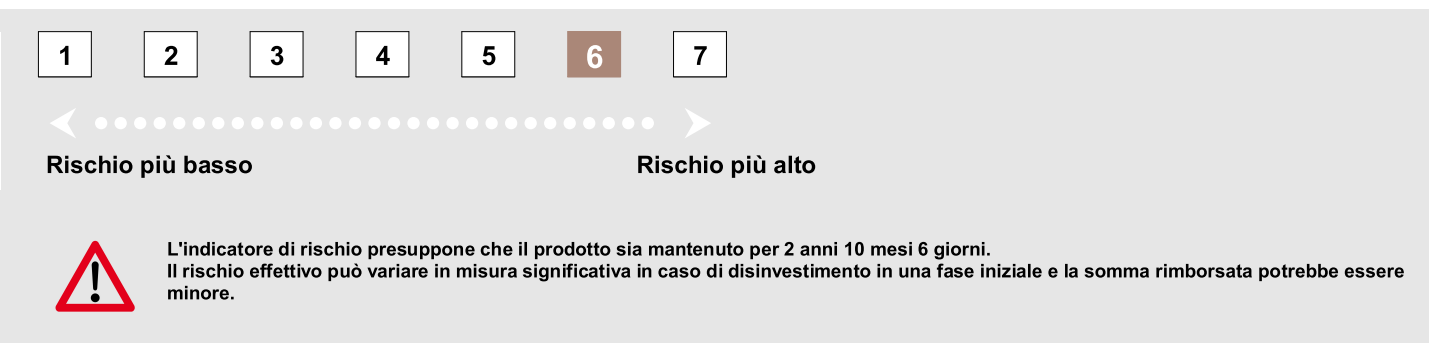 1 2 3 4 5 6 7
Rischio più basso Rischio più alto
L'indicatore di rischio presuppone che il prodotto sia mantenuto per 2 anni 10 mesi 6 giorni.
Il rischio effettivo può variare in misura significativa in caso di disinvestimento in una fase iniziale e la somma rimborsata potrebbe essere
minore.